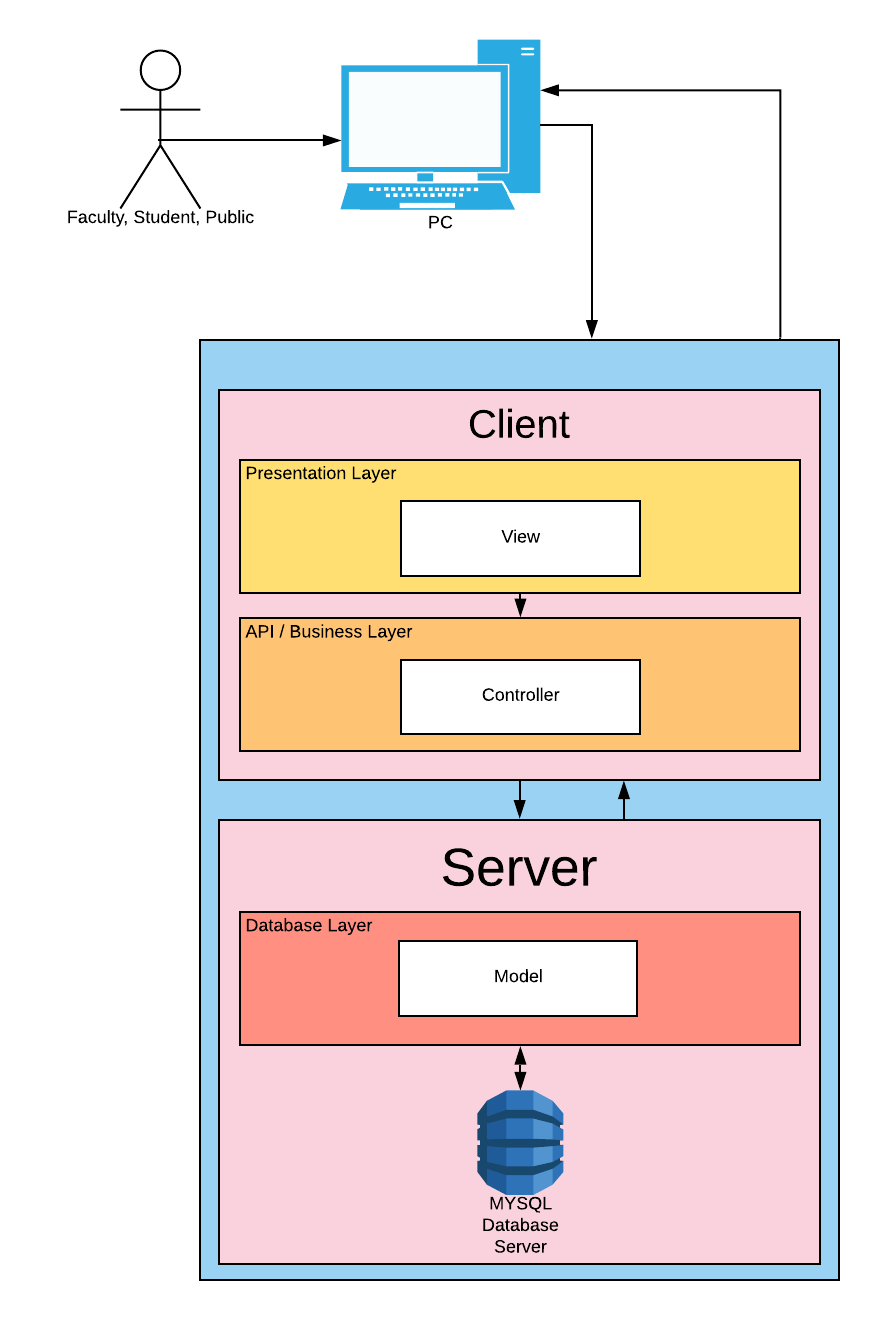 Faculty, Student, Public
PC
Client
Presentation Layer
View
API / Business Layer
Controller
Server
Database Layer
Model
MYSQL
Database
Server